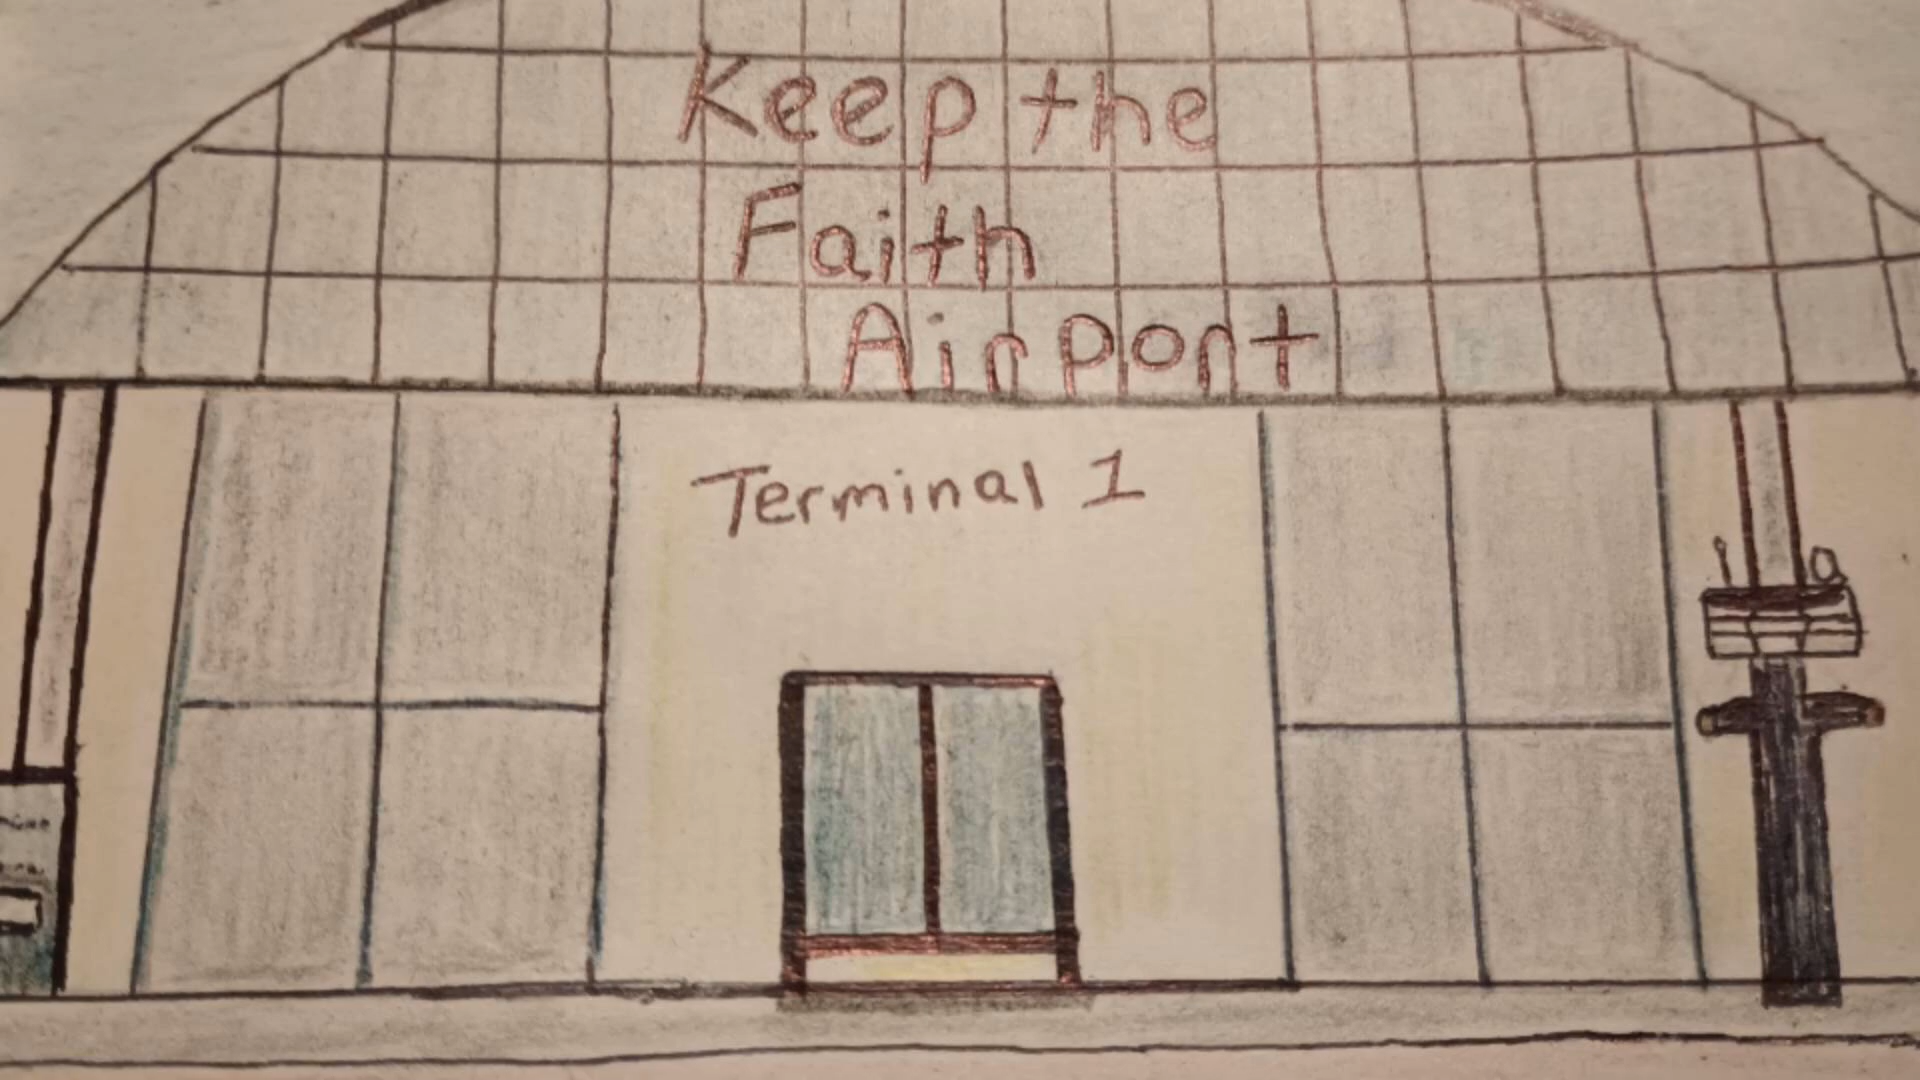 Keep the
Faith
Airport
Terminal 1